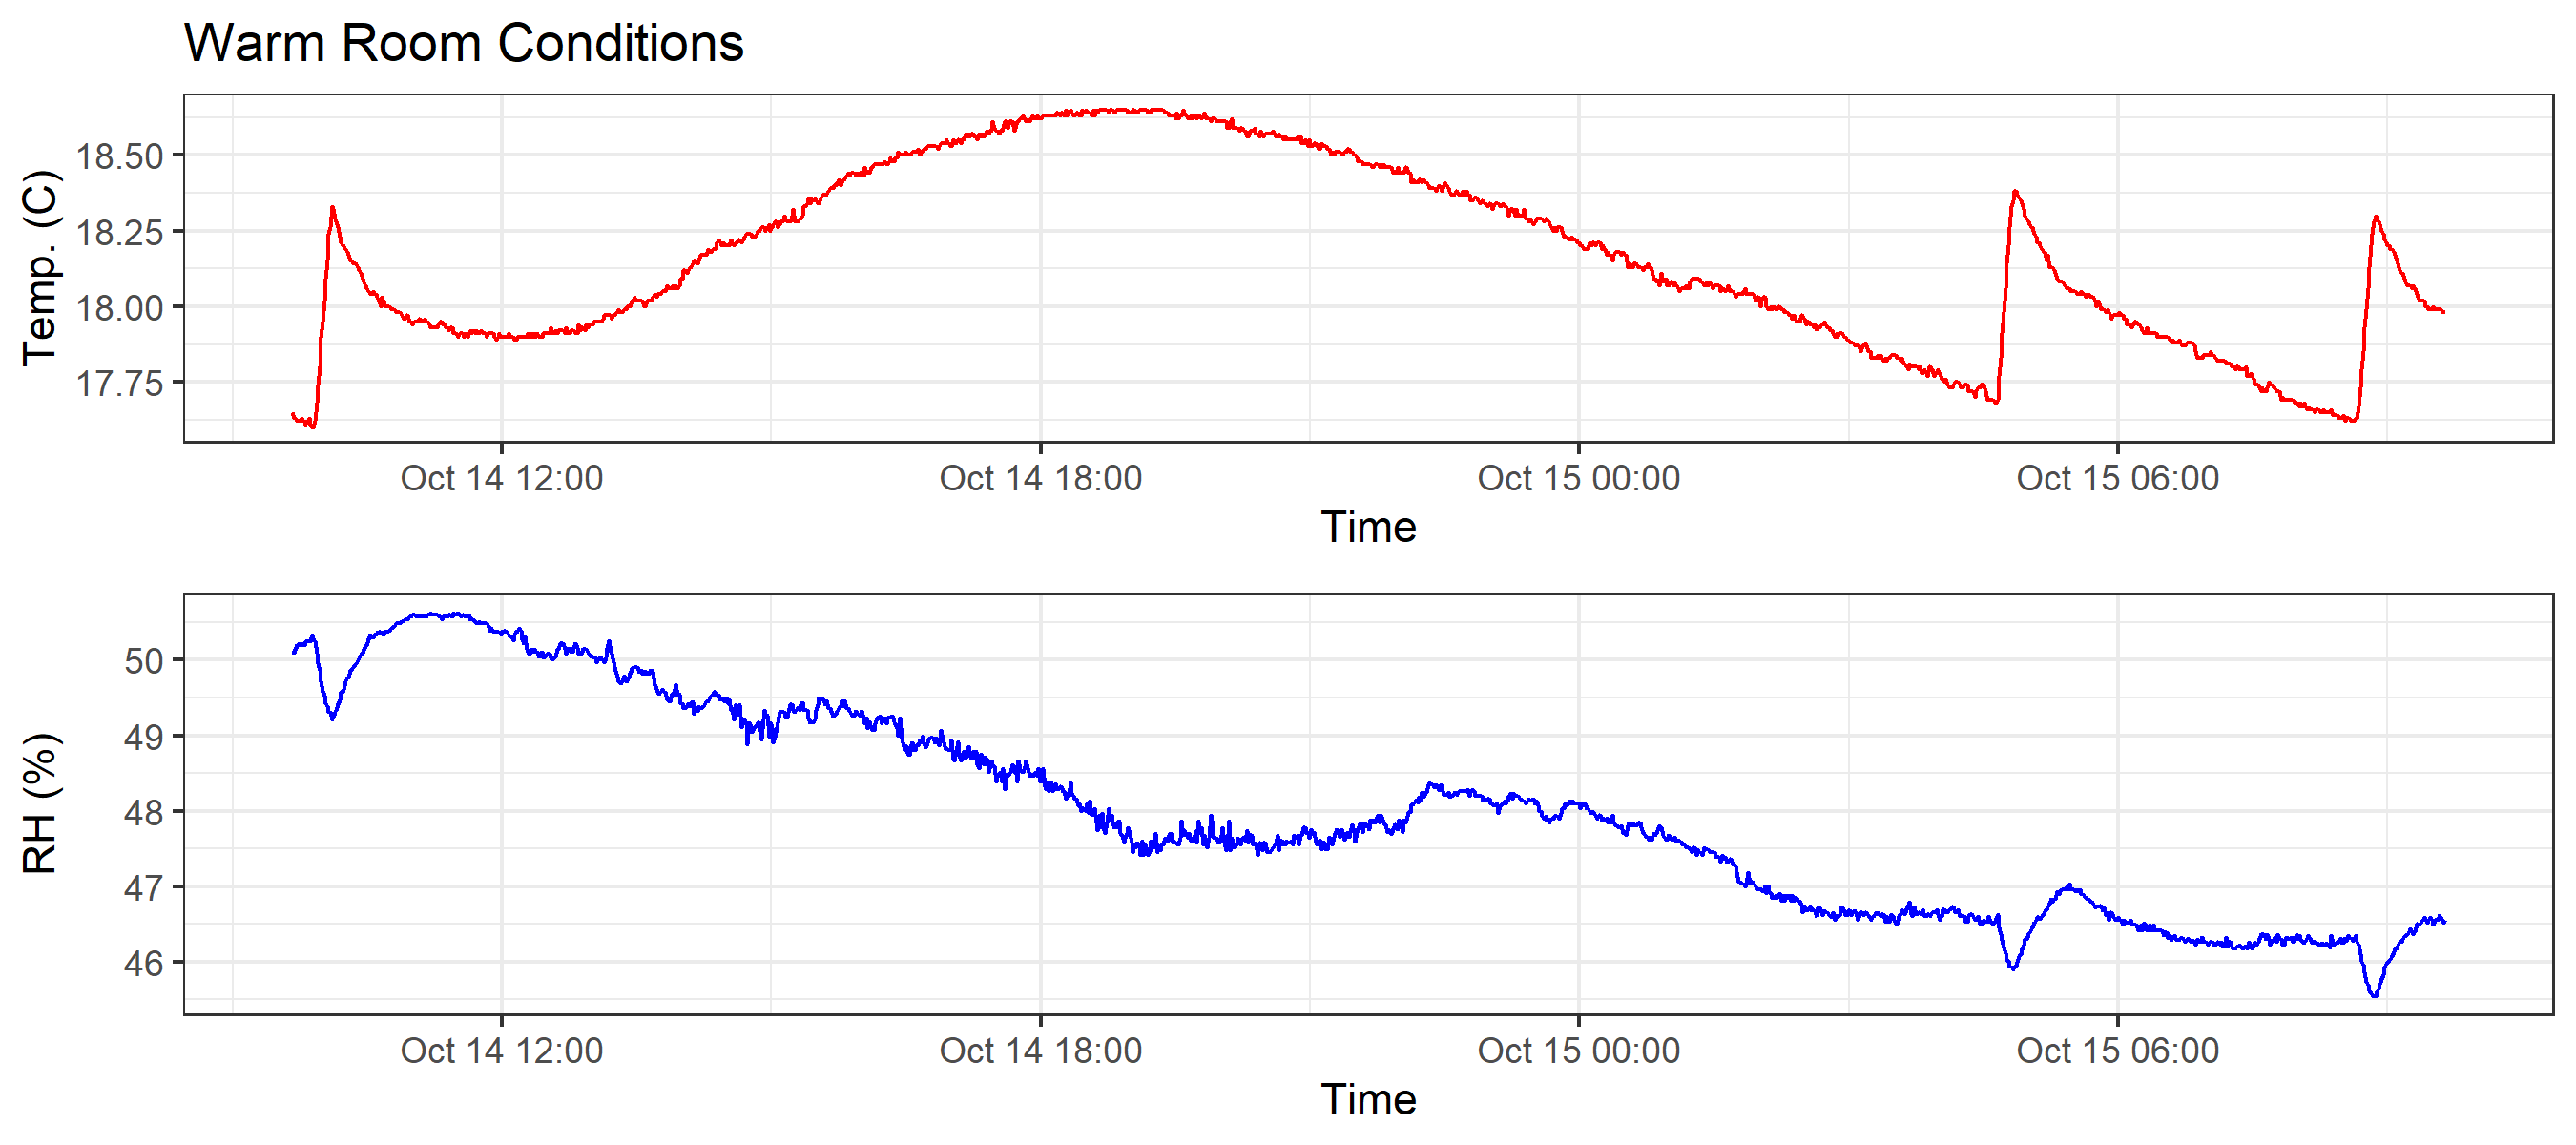 Warm Room Conditions
Temp. (C)
18.50
18.25
18.00
17.75
Oct 14 12:00 Oct 14 18:00 Oct 15 00:00 Oct 15 06:00
Time
RH (%)
50
49
48
47
46
Oct 14 12:00 Oct 14 18:00 Oct 15 00:00 Oct 15 06:00
Time